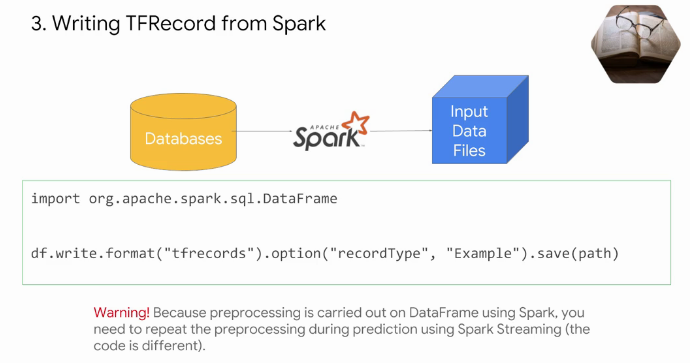 3. Writing TFRecord from Spark
Databases
APACHE
Spark
Input
Data
Files
import org.apache.spark.sql.DataFrame
df.write.format("tfrecords").option("recordType", "Example").save(path)
Warning! Because preprocessing is carried out on DataFrame using Spark, you
need to repeat the preprocessing during prediction using Spark Streaming (the
code is different).